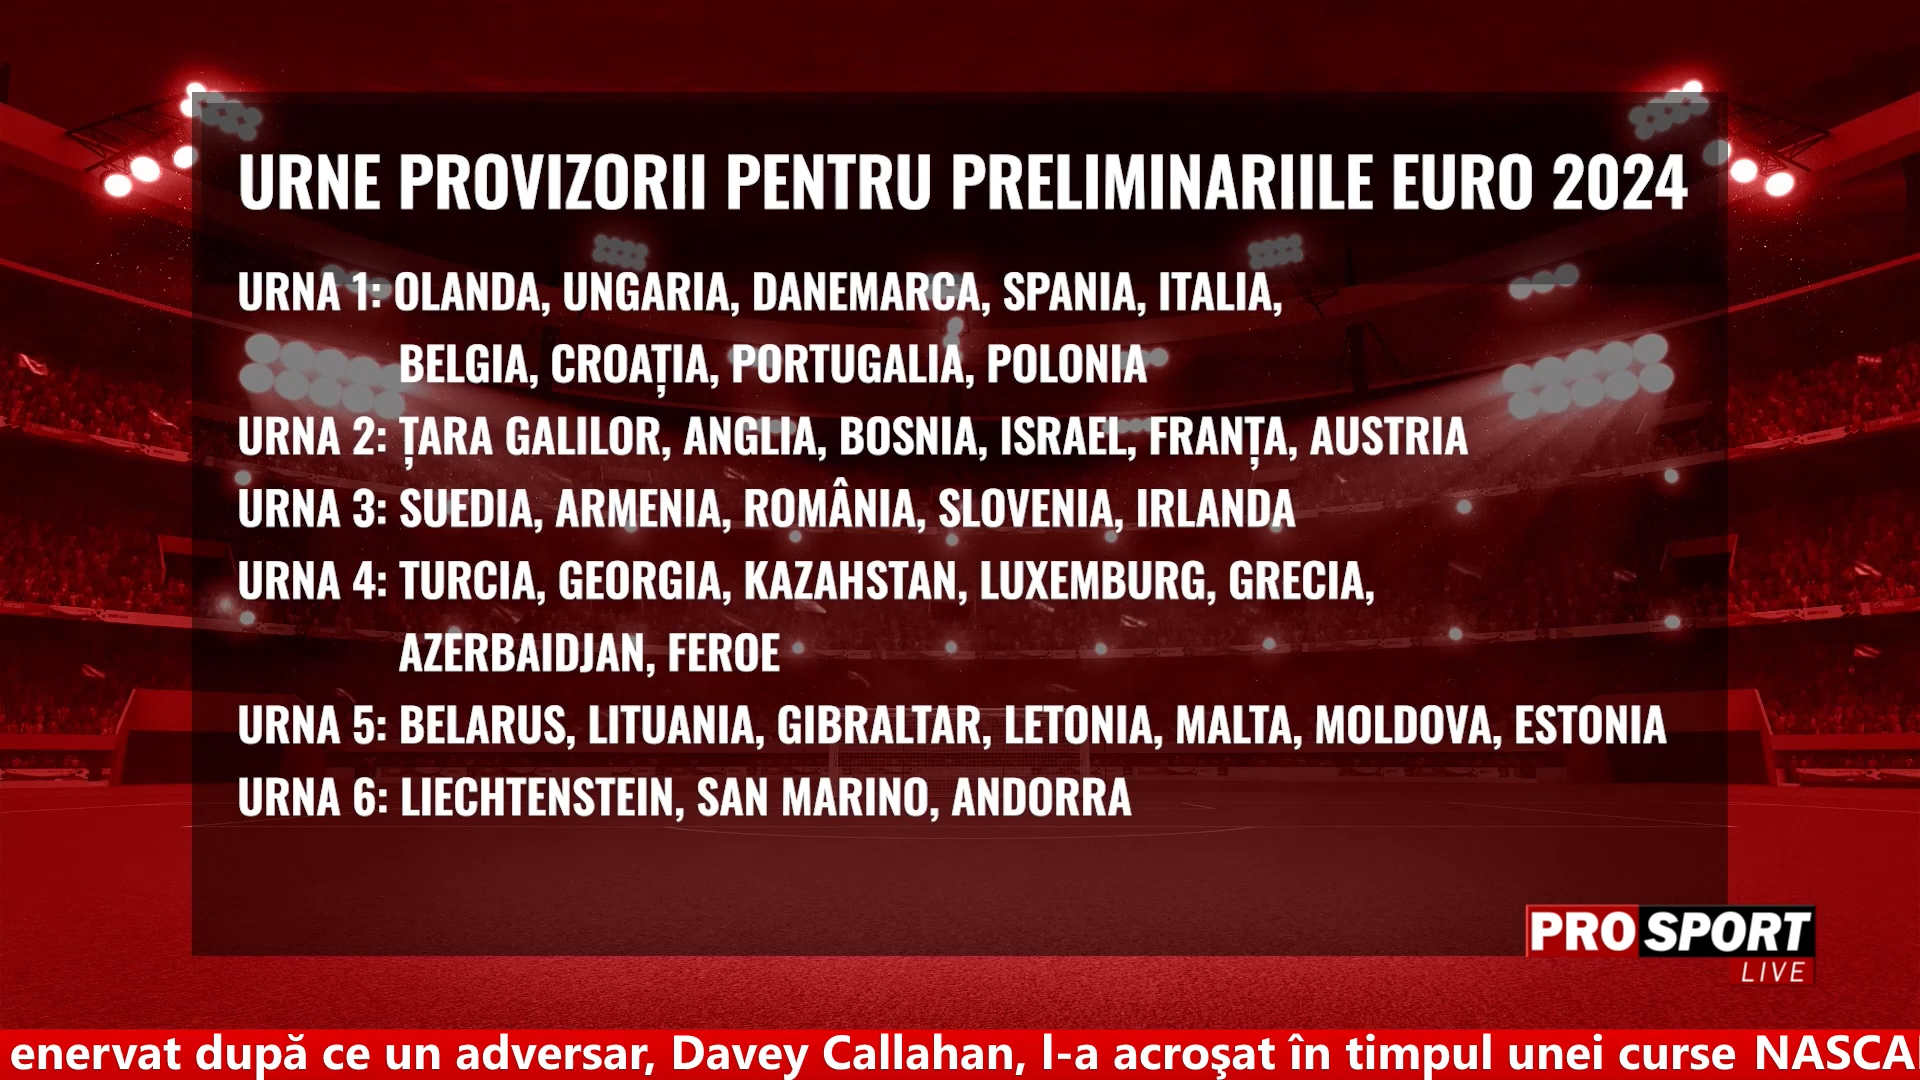 URNE PROVIZORII PENTRU PRELIMINARIILE EURO 2024
URNA 1: OLANDA, UNGARIA, DANEMARCA, SPANIA, ITALIA,
BELGIA, CROAȚIA, PORTUGALIA, POLONIA
URNA 2: ȚARA GALILOR, ANGLIA, BOSNIA, ISRAEL, FRANȚA, AUSTRIA
URNA 3: SUEDIA, ARMENIA, ROMÂNIA, SLOVENIA, IRLANDA
URNA 4: TURCIA, GEORGIA, KAZAHSTAN, LUXEMBURG, GRECIA,
AZERBAIDJAN, FEROE
URNA 5: BELARUS, LITUANIA, GIBRALTAR, LETONIA, MALTA, MOLDOVA, ESTONIA
URNA 6: LIECHTENSTEIN, SAN MARINO, ANDORRA
PRO SPORT
LIVE
enervat după ce un adversar, Davey Callahan, l-a acroşat în timpul unei curse NASCA